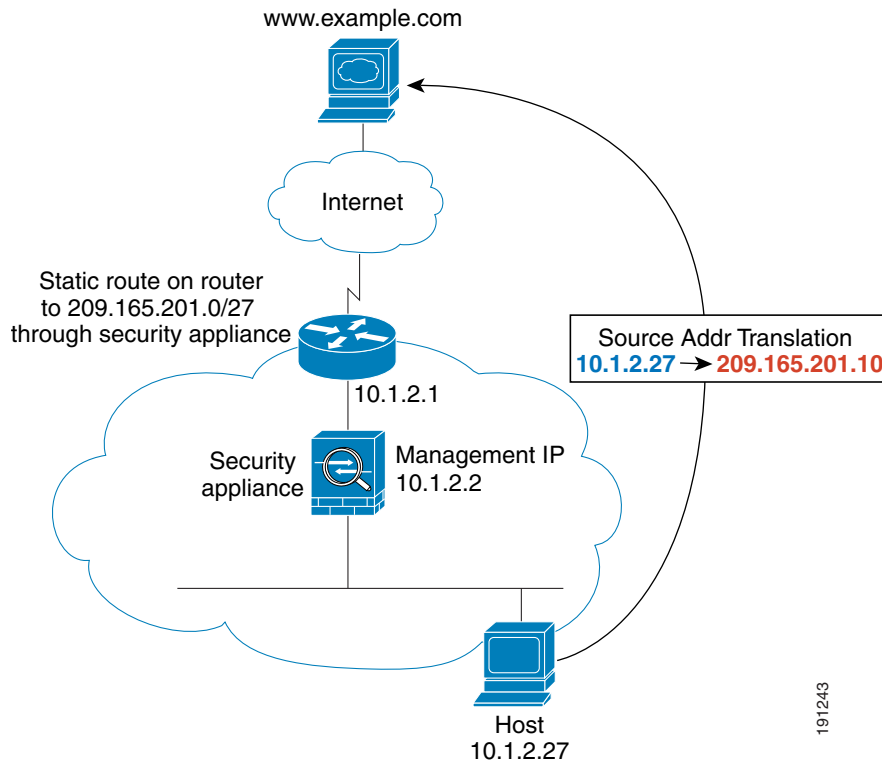 www.example.com
Internet
Static route on router
to 209.165.201.0/27
through security appliance
Source Addr Translation
10.1.2.27 → 209.165.201.10
10.1.2.1
Security
appliance
Management IP
10.1.2.2
Host
10.1.2.27
191243